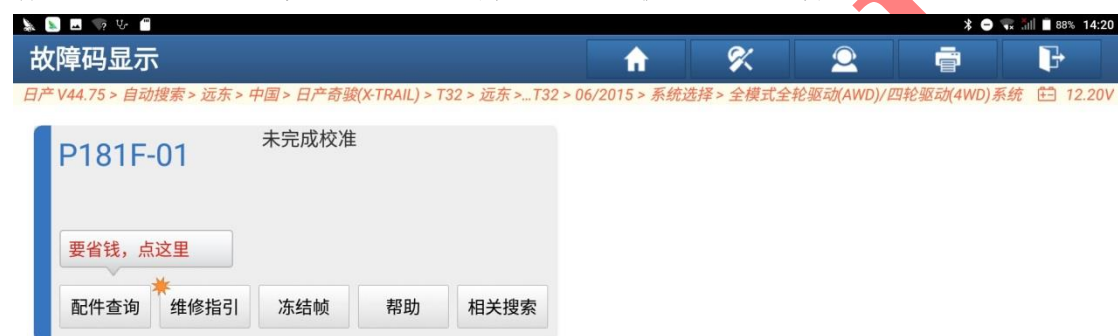 88% 14:20
故障码显示
日产 V44.75 > 自动搜索 > 远东 > 中国 > 日产奇骏(X-TRAIL) > T32 > 远东 >...T32 > 06/2015 > 系统选择 > 全模式全轮驱动(AWD)/四轮驱动(4WD)系统 12.20V
P181F-01 未完成校准
要省钱，点这里
配件查询 维修指引 冻结帧 帮助 相关搜索